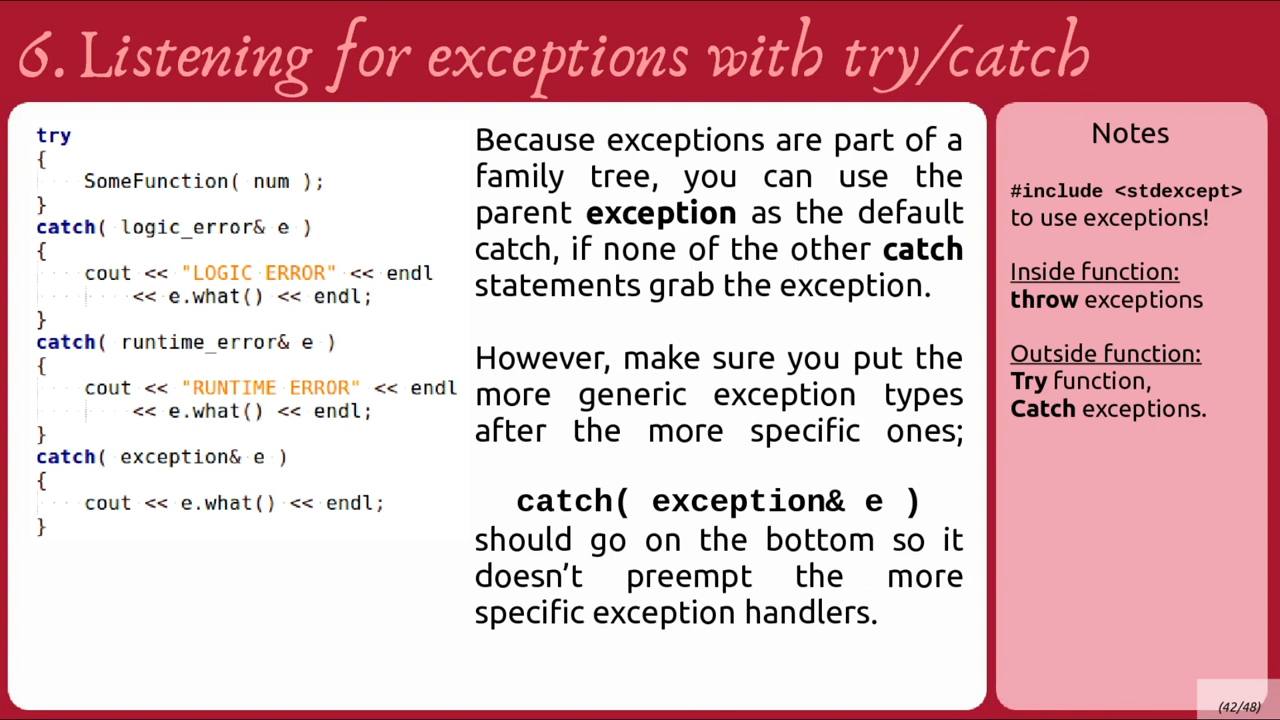 6. Listening for exceptions with try/catch
try
{
    SomeFunction( num );
}
catch( logic_error& e )
{
    cout << "LOGIC ERROR" << endl
        << e.what() << endl;
}
catch( runtime_error& e )
{
    cout << "RUNTIME ERROR" << endl
        << e.what() << endl;
}
catch( exception& e )
{
    cout << e.what() << endl;
}
Because exceptions are part of a
family tree, you can use the
parent exception as the default
catch, if none of the other catch
statements grab the exception.
However, make sure you put the
more generic exception types
after the more specific ones;
catch( exception& e )
should go on the bottom so it
doesn’t preempt the more
specific exception handlers.
Notes
#include <stdexcept>
to use exceptions!
Inside function:
throw exceptions
Outside function:
Try function,
Catch exceptions.
(42/48)